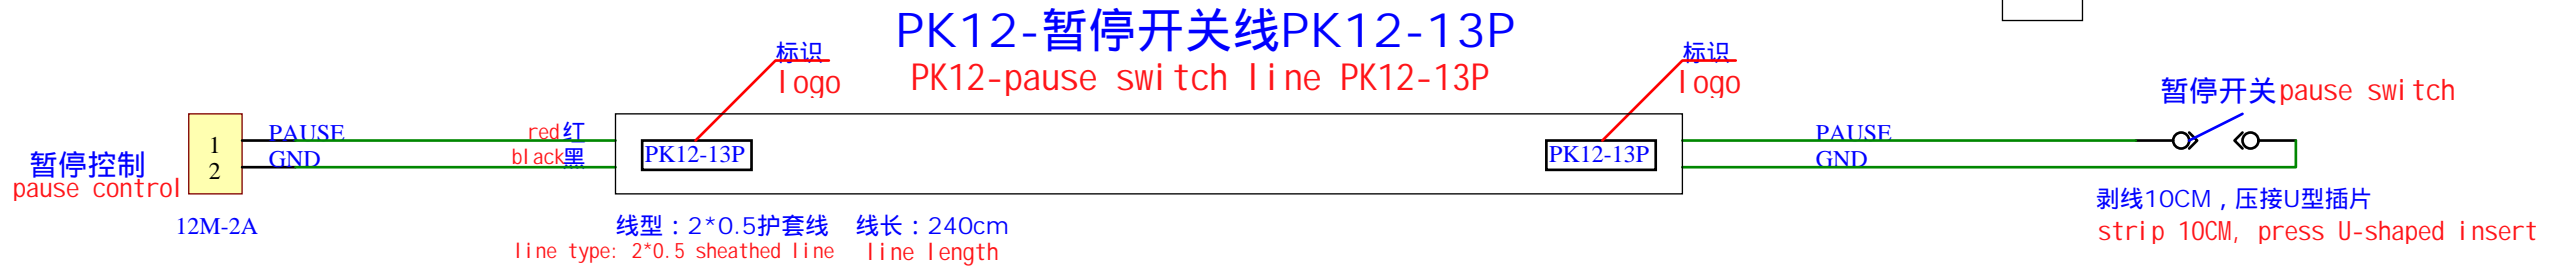 PK12-暂停开关线PK12-13P
PK12-pause switch line PK12-13P
标识
logo
标识
logo
暂停开关pause switch
1
2
PAUSE
GND
red红
black黑
PK12-13P
PK12-13P
PAUSE
GND
暂停控制
pause control
12M-2A
线型：2*0.5护套线 线长：240cm
line type: 2*0.5 sheathed line line length
剥线10CM，压接U型插片
strip 10CM, press U-shaped insert